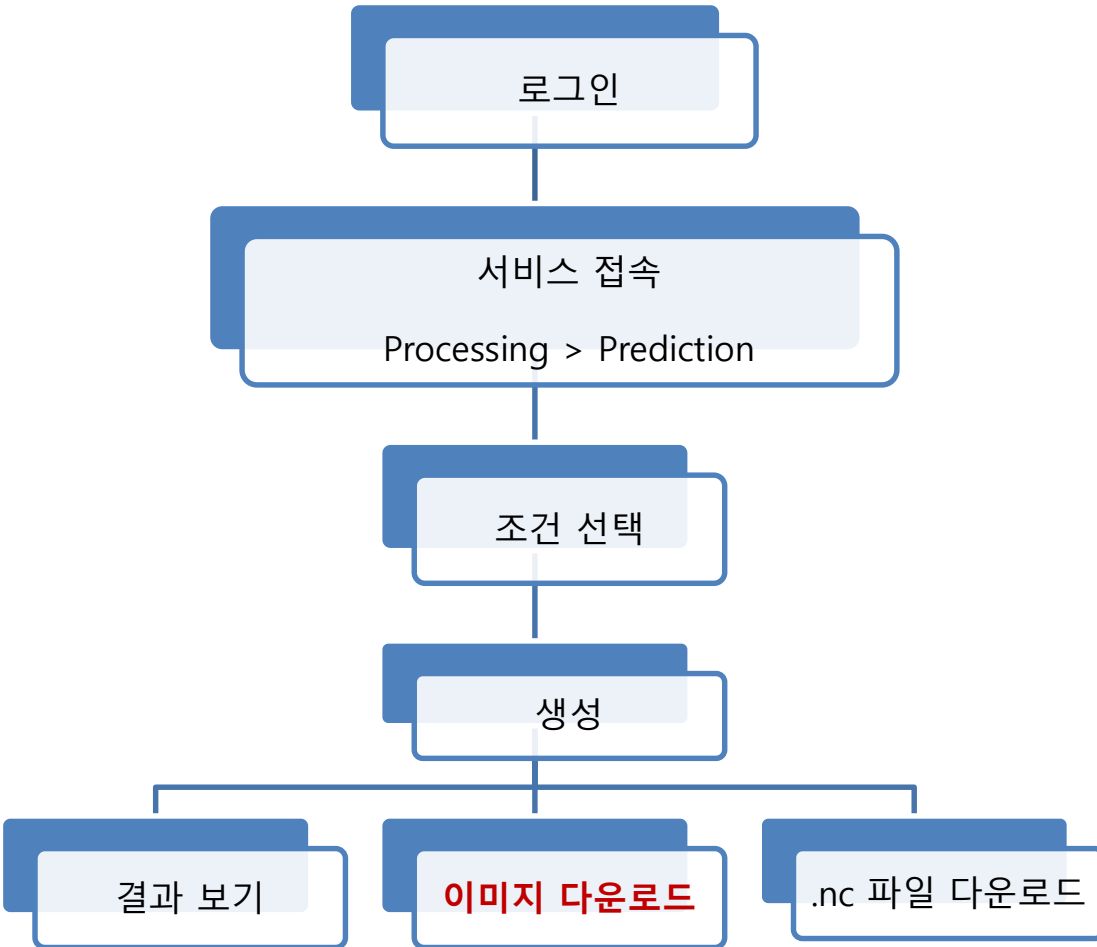 로그인
서비스 접속
Processing > Prediction
조건 선택
생성
결과 보기
이미지 다운로드
.nc 파일 다운로드